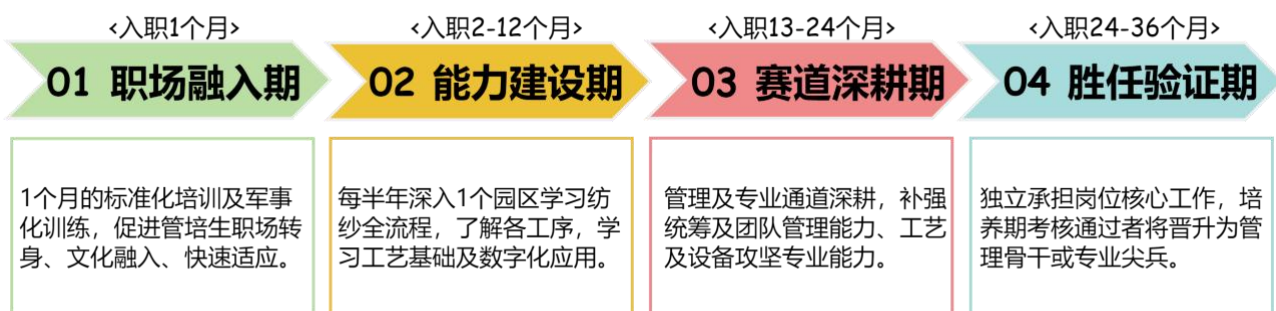 <入职1个月>
<入职2-12个月>
<入职13-24个月>
<入职24-36个月>
01 职场融入期
02 能力建设期
03 赛道深耕期
04 胜任验证期
1个月的标准化培训及军事
化训练，促进管培生职场转
身、文化融入、快速适应。
每半年深入1个园区学习纺
纱全流程，了解各工序，学
习工艺基础及数字化应用。
管理及专业通道深耕，补强
统筹及团队管理能力、工艺
及设备攻坚专业能力。
独立承担岗位核心工作，培
养期考核通过者将晋升为管
理骨干或专业尖兵。